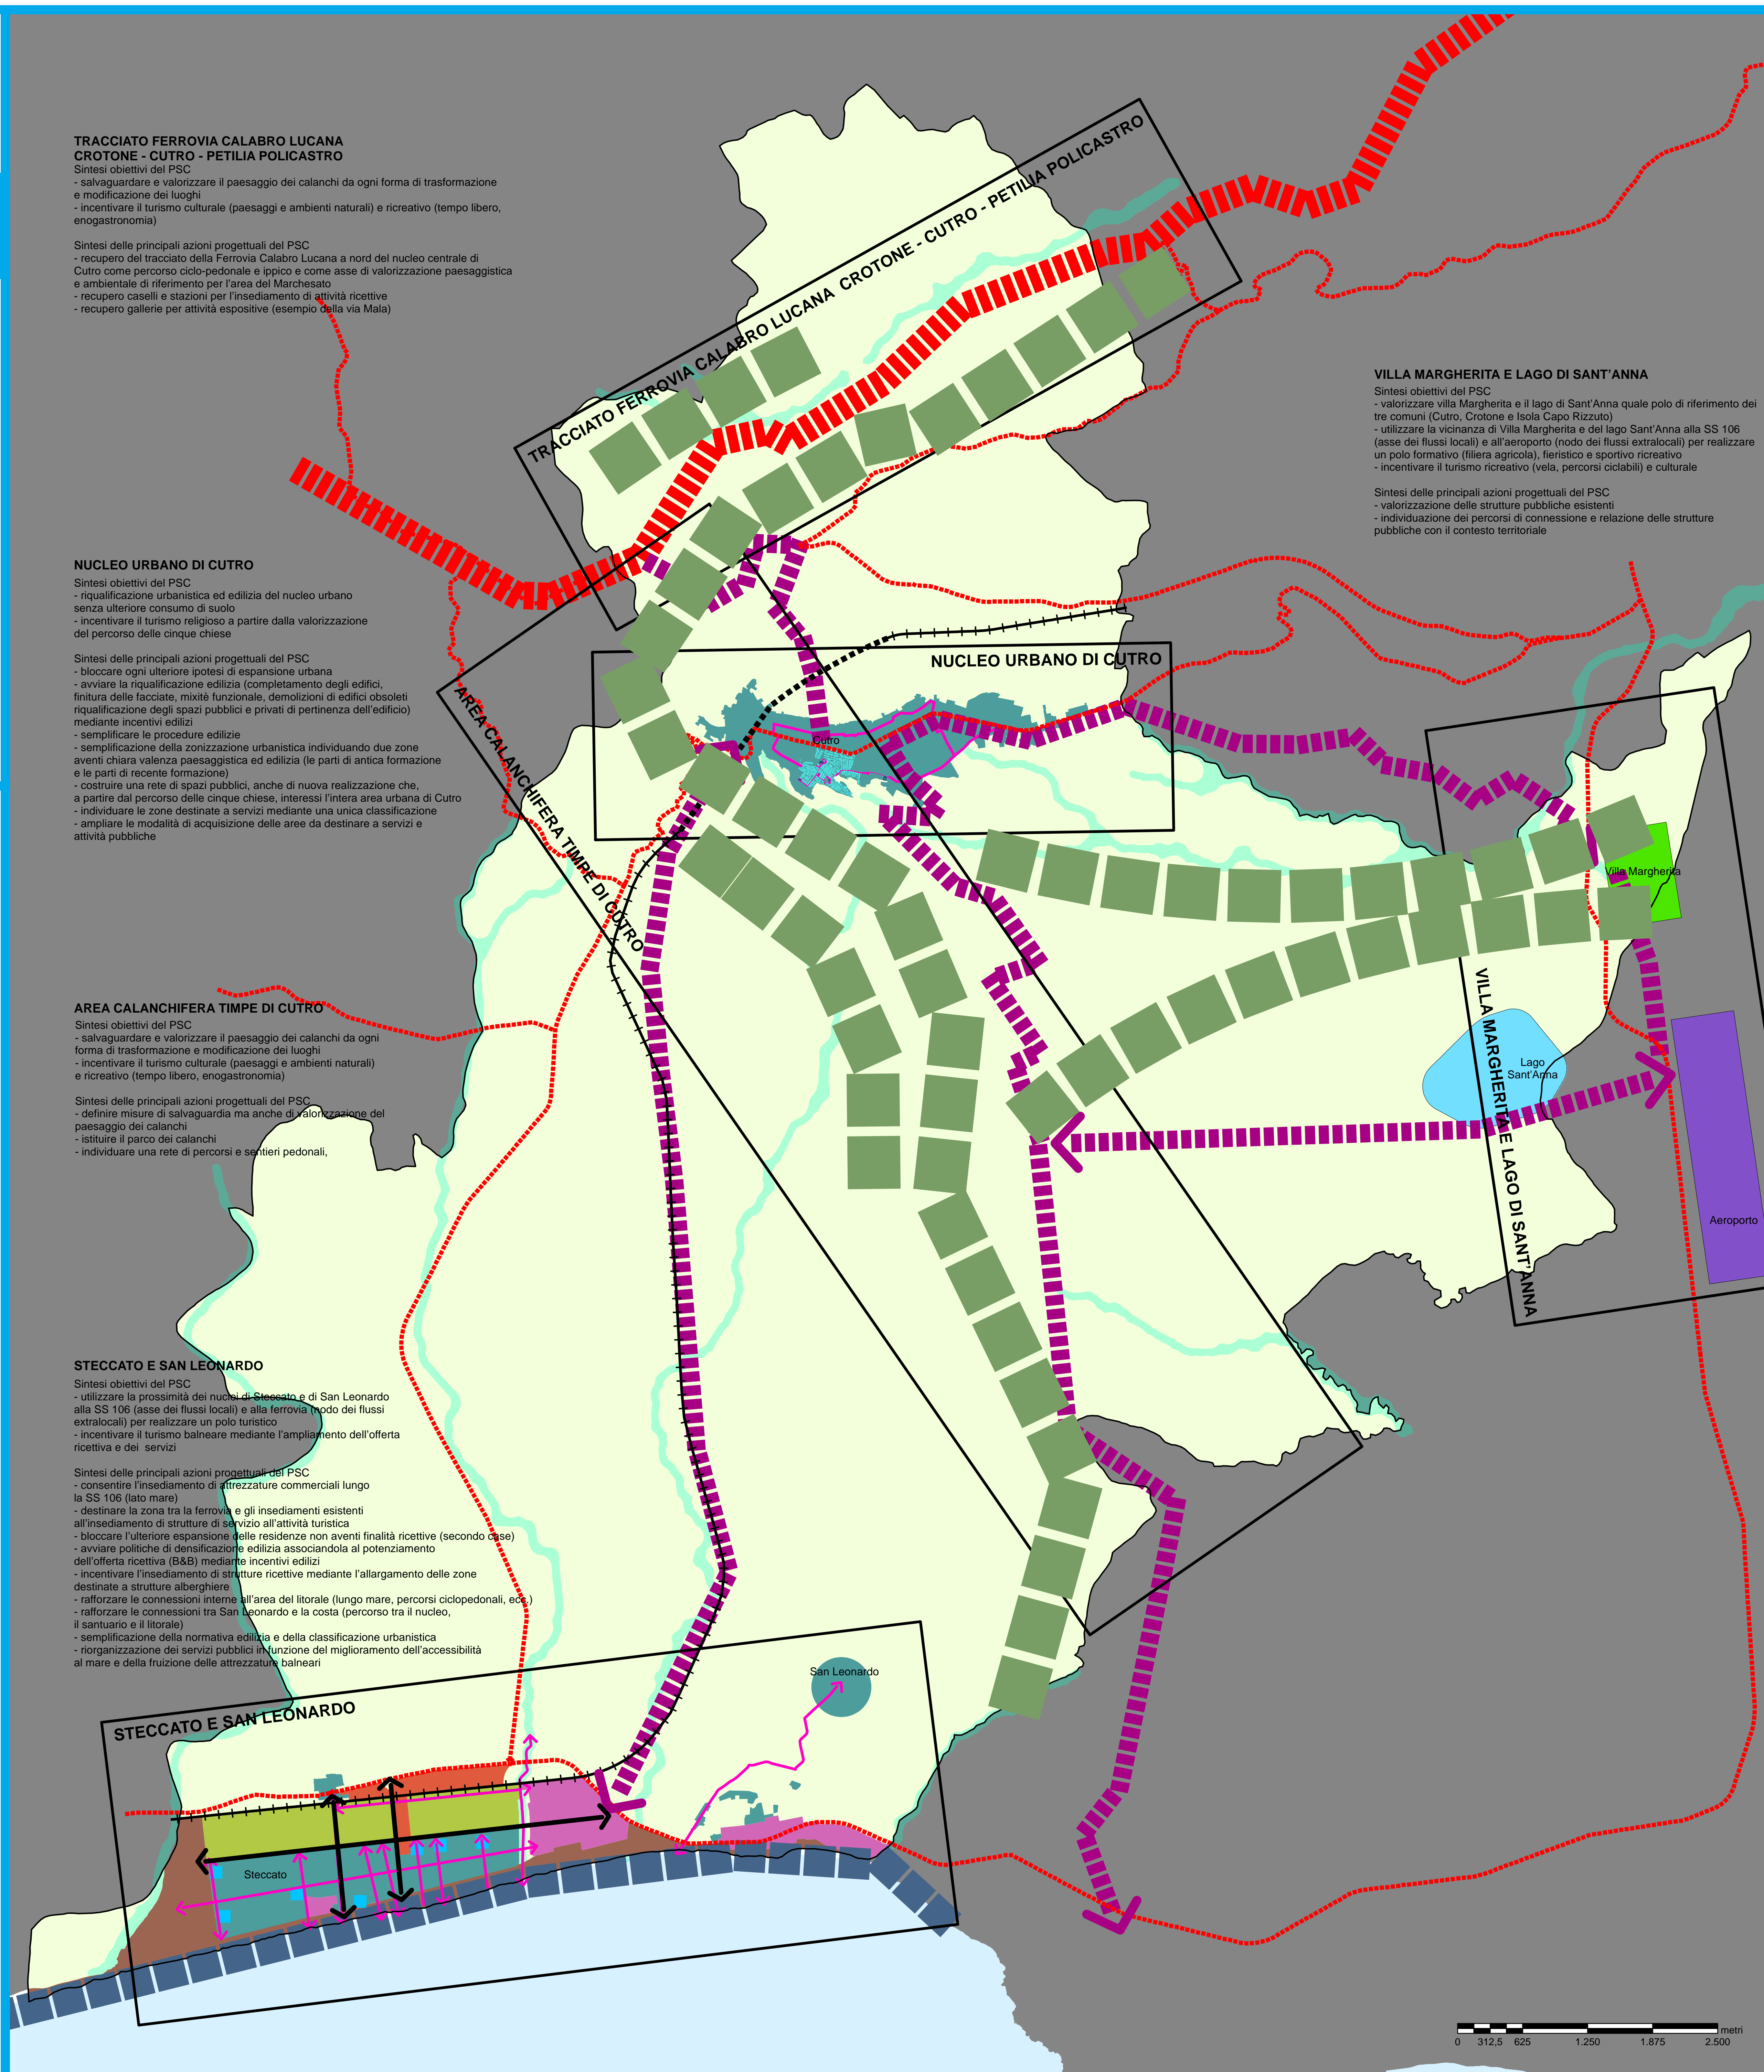 TRACCIATO FERROVIA CALABRO LUCANA
CROTONE - CUTRO - PETILIA POLICASTRO
Sintesi obiettivi del PSC
- salvaguardare e valorizzare il paesaggio dei calanchi da ogni forma di trasformazione
e modificazione dei luoghi
- incentivare il turismo culturale (paesaggi e ambienti naturali) e ricreativo (tempo libero,
enogastronomia)
Sintesi delle principali azioni progettuali del PSC
- recupero del tracciato della Ferrovia Calabro Lucana a nord del nucleo centrale di
Cutro come percorso ciclo-pedonale e ippico e come asse di valorizzazione paesaggistica
e ambientale di riferimento per l'area del Marchesato
- recupero caselli e stazioni per l'insediamento di attività ricettive
- recupero gallerie per attività espositive (esempio della via Mala)
TRACCIATO FERROVIA CALABRO LUCANA CROTONE - CUTRO - PETILIA POLICASTRO
VILLA MARGHERITA E LAGO DI SANT'ANNA
Sintesi obiettivi del PSC
- valorizzare villa Margherita e il lago di Sant'Anna quale polo di riferimento dei
tre comuni (Cutro, Crotone e Isola Capo Rizzuto)
- utilizzare la vicinanza di Villa Margherita e del lago Sant'Anna alla SS 106
(asse dei flussi locali) e all'aeroporto (nodo dei flussi extralocali) per realizzare
un polo formativo (filiera agricola), fieristico e sportivo ricreativo
- incentivare il turismo ricreativo (vela, percorsi ciclabili) e culturale
Sintesi delle principali azioni progettuali del PSC
- valorizzazione delle strutture pubbliche esistenti
- individuazione dei percorsi di connessione e relazione delle strutture
pubbliche con il contesto territoriale
NUCLEO URBANO DI CUTRO
Sintesi obiettivi del PSC
- riqualificazione urbanistica ed edilizia del nucleo urbano
senza ulteriore consumo di suolo
- incentivare il turismo religioso a partire dalla valorizzazione
del percorso delle cinque chiese
Sintesi delle principali azioni progettuali del PSC
- bloccare ogni ulteriore ipotesi di espansione urbana
- avviare la riqualificazione edilizia (completamento degli edifici,
finitura delle facciate, mixitè funzionale, demolizioni di edifici obsoleti
riqualificazione degli spazi pubblici e privati di pertinenza dell'edificio)
mediante incentivi edilizi
- semplificare le procedure edilizie
- semplificazione della zonizzazione urbanistica individuando due zone
aventi chiara valenza paesaggistica ed edilizia (le parti di antica formazione
e le parti di recente formazione)
- costruire una rete di spazi pubblici, anche di nuova realizzazione che,
a partire dal percorso delle cinque chiese, interessi l'intera area urbana di Cutro
- individuare le zone destinate a servizi mediante una unica classificazione
- ampliare le modalità di acquisizione delle aree da destinare a servizi e
attività pubbliche
NUCLEO URBANO DI CUTRO
Cutro
AREA CALANCHIFERA TIMPE DI CUTRO
Villa Margherita
VILLA MARGHERITA E LAGO DI SANT'ANNA
Lago
Sant'Anna
Aeroporto
AREA CALANCHIFERA TIMPE DI CUTRO
Sintesi obiettivi del PSC
- salvaguardare e valorizzare il paesaggio dei calanchi da ogni
forma di trasformazione e modificazione dei luoghi
- incentivare il turismo culturale (paesaggi e ambienti naturali)
e ricreativo (tempo libero, enogastronomia)
Sintesi delle principali azioni progettuali del PSC
- definire misure di salvaguardia ma anche di valorizzazione del
paesaggio dei calanchi
- istituire il parco dei calanchi
- individuare una rete di percorsi e sentieri pedonali,
STECCATO E SAN LEONARDO
Sintesi obiettivi del PSC
- utilizzare la prossimità dei nuclei di Steccato e di San Leonardo
alla SS 106 (asse dei flussi locali) e alla ferrovia (nodo dei flussi
extralocali) per realizzare un polo turistico
- incentivare il turismo balneare mediante l'ampliamento dell'offerta
ricettiva e dei servizi
Sintesi delle principali azioni progettuali del PSC
- consentire l'insediamento di attrezzature commerciali lungo
la SS 106 (lato mare)
- destinare la zona tra la ferrovia e gli insediamenti esistenti
all'insediamento di strutture di servizio all'attività turistica
- bloccare l'ulteriore espansione delle residenze non aventi finalità ricettive (secondo case)
- avviare politiche di densificazione edilizia associandola al potenziamento
dell'offerta ricettiva (B&B) mediante incentivi edilizi
- incentivare l'insediamento di strutture ricettive mediante l'allargamento delle zone
destinate a strutture alberghiere
- rafforzare le connessioni interne all'area del litorale (lungo mare, percorsi ciclopedonali, ecc.)
- rafforzare le connessioni tra San Leonardo e la costa (percorso tra il nucleo,
il santuario e il litorale)
- semplificazione della normativa edilizia e della classificazione urbanistica
- riorganizzazione dei servizi pubblici in funzione del miglioramento dell'accessibilità
al mare e della fruizione delle attrezzature balneari
San Leonardo
STECCATO E SAN LEONARDO
Steccato
metri
0 312,5 625 1.250 1.875 2.500